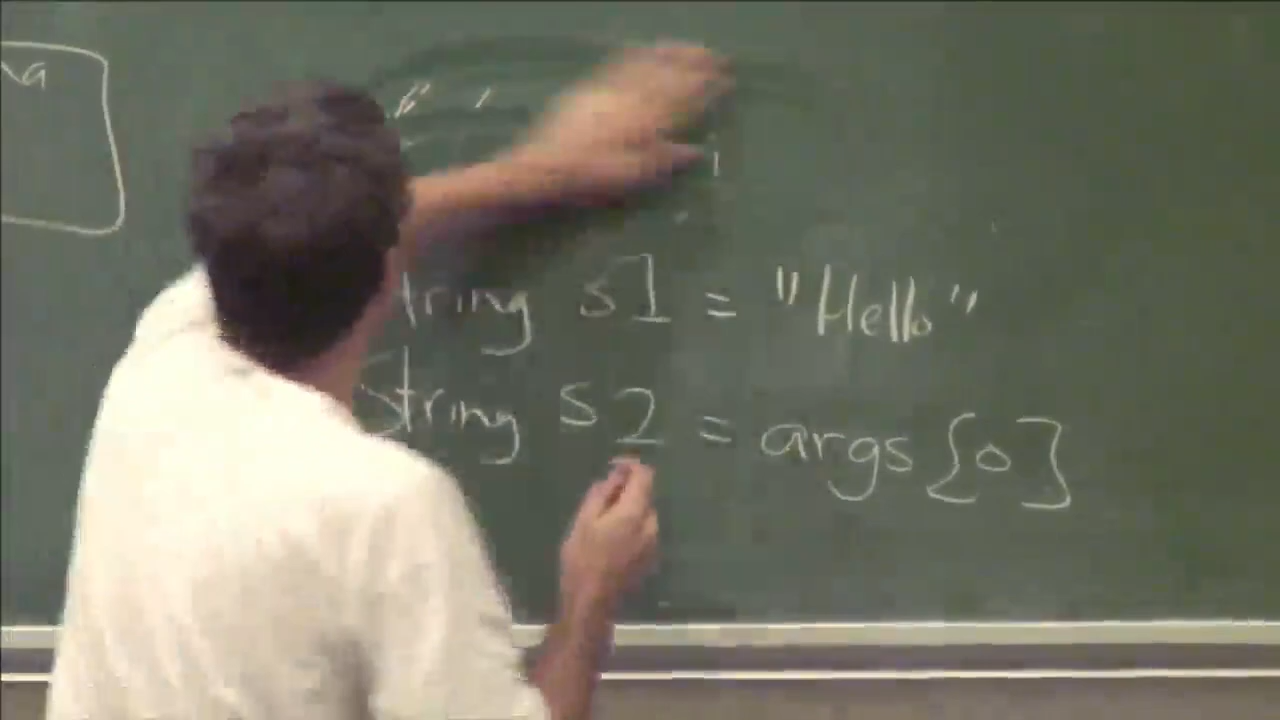 String s1 = "Hello"
String s2 = args[0]